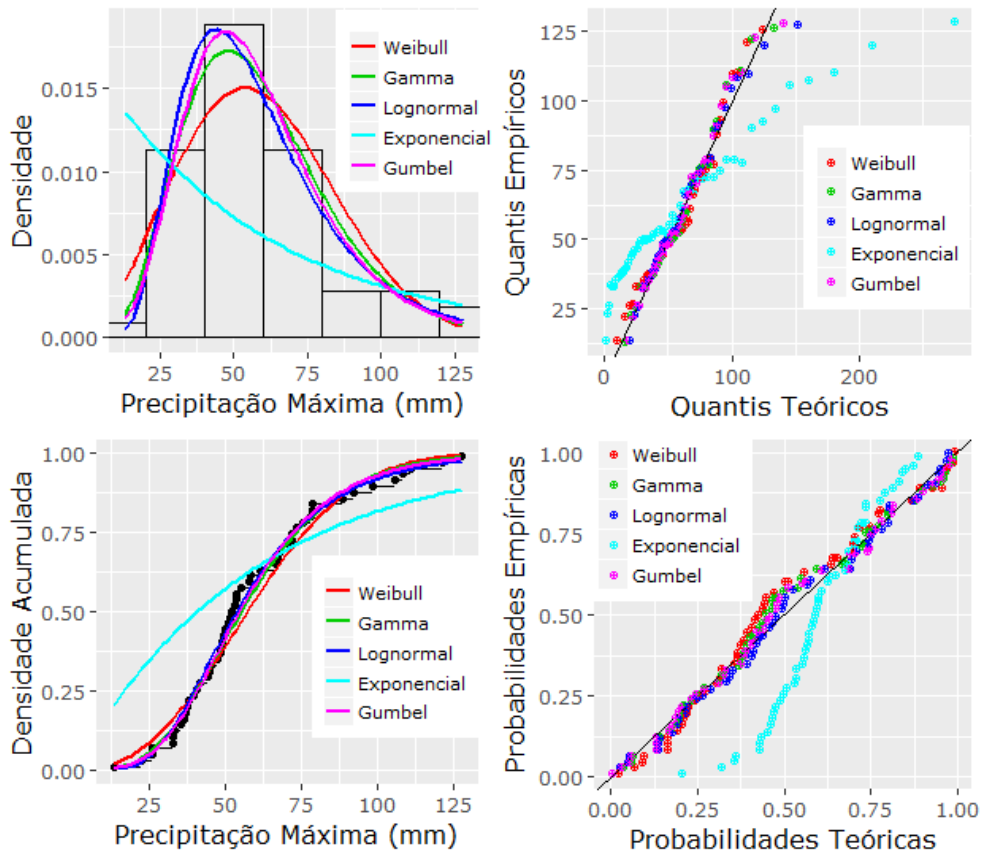 Densidade
0.015
0.010
0.005
0.000
Weibull
Gamma
Lognormal
Exponencial
Gumbel
25
50
75
100
125
Precipitação Máxima (mm)
Quantis Empíricos
125
100
75
50
25
Weibull
Gamma
Lognormal
Exponencial
Gumbel
0
100
200
Quantis Teóricos
Densidade Acumulada
1.00
0.75
0.50
0.25
0.00
Weibull
Gamma
Lognormal
Exponencial
Gumbel
25
50
75
100
125
Precipitação Máxima (mm)
Probabilidades Empíricas
1.00
0.75
0.50
0.25
0.00
Weibull
Gamma
Lognormal
Exponencial
Gumbel
0.00
0.25
0.50
0.75
1.00
Probabilidades Teóricas